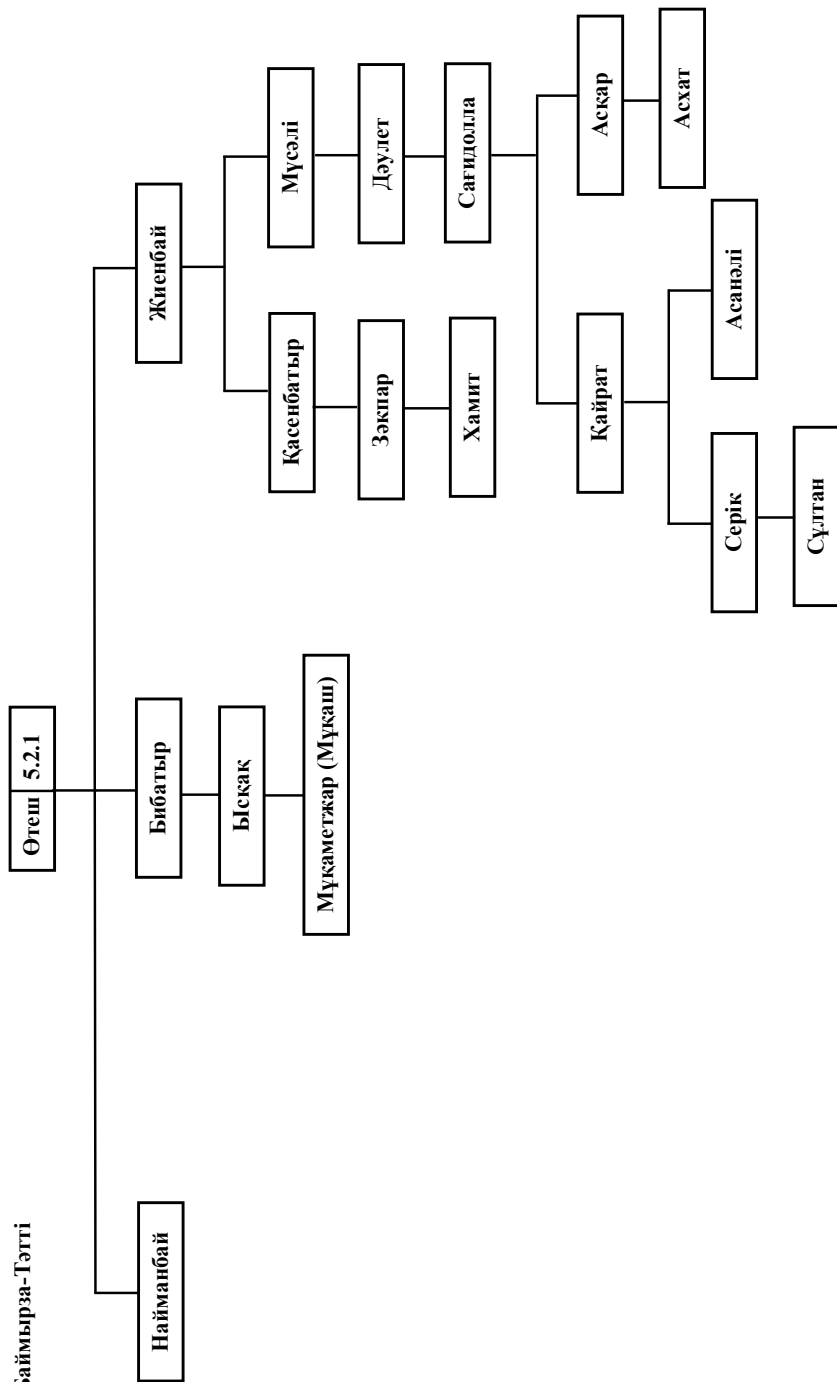 Баймырза-Тәтті
Өтеш 5.2.1
Найманбай
Бибатыр
Жиенбай
Ысқақ
Қасенбатыр
Мүсәлі
Мұқаметжар (Мұқаш)
Зәкпар
Дәулет
Хамит
Сағидолла
Қайрат
Асқар
Серік
Асанәлі
Асхат
Сұлтан